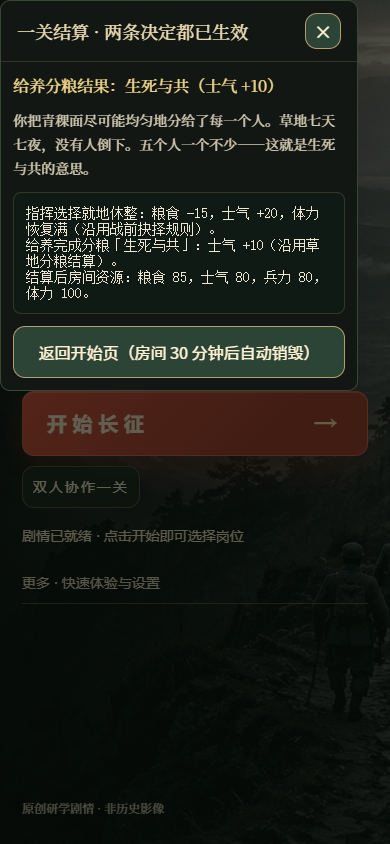 一关结算 · 两条决定都已生效
×
给养分粮结果：生死与共（士气 +10）
你把青稞面尽可能均匀地分给了每一个人。草地七天
七夜，没有人倒下。五个人一个不少——这就是生死
与共的意思。
指挥选择就地休整：粮食 -15，士气 +20，体力
恢复满（沿用战前抉择规则）。
给养完成分粮「生死与共」：士气 +10（沿用草
地分粮结算）。
结算后房间资源：粮食 85，士气 80，兵力 80，
体力 100。
返回开始页（房间 30 分钟后自动销毁）
开始长征 →
双人协作一关
剧情已就绪 · 点击开始即可选择岗位
更多 · 快速体验与设置
原创研学剧情 · 非历史影像